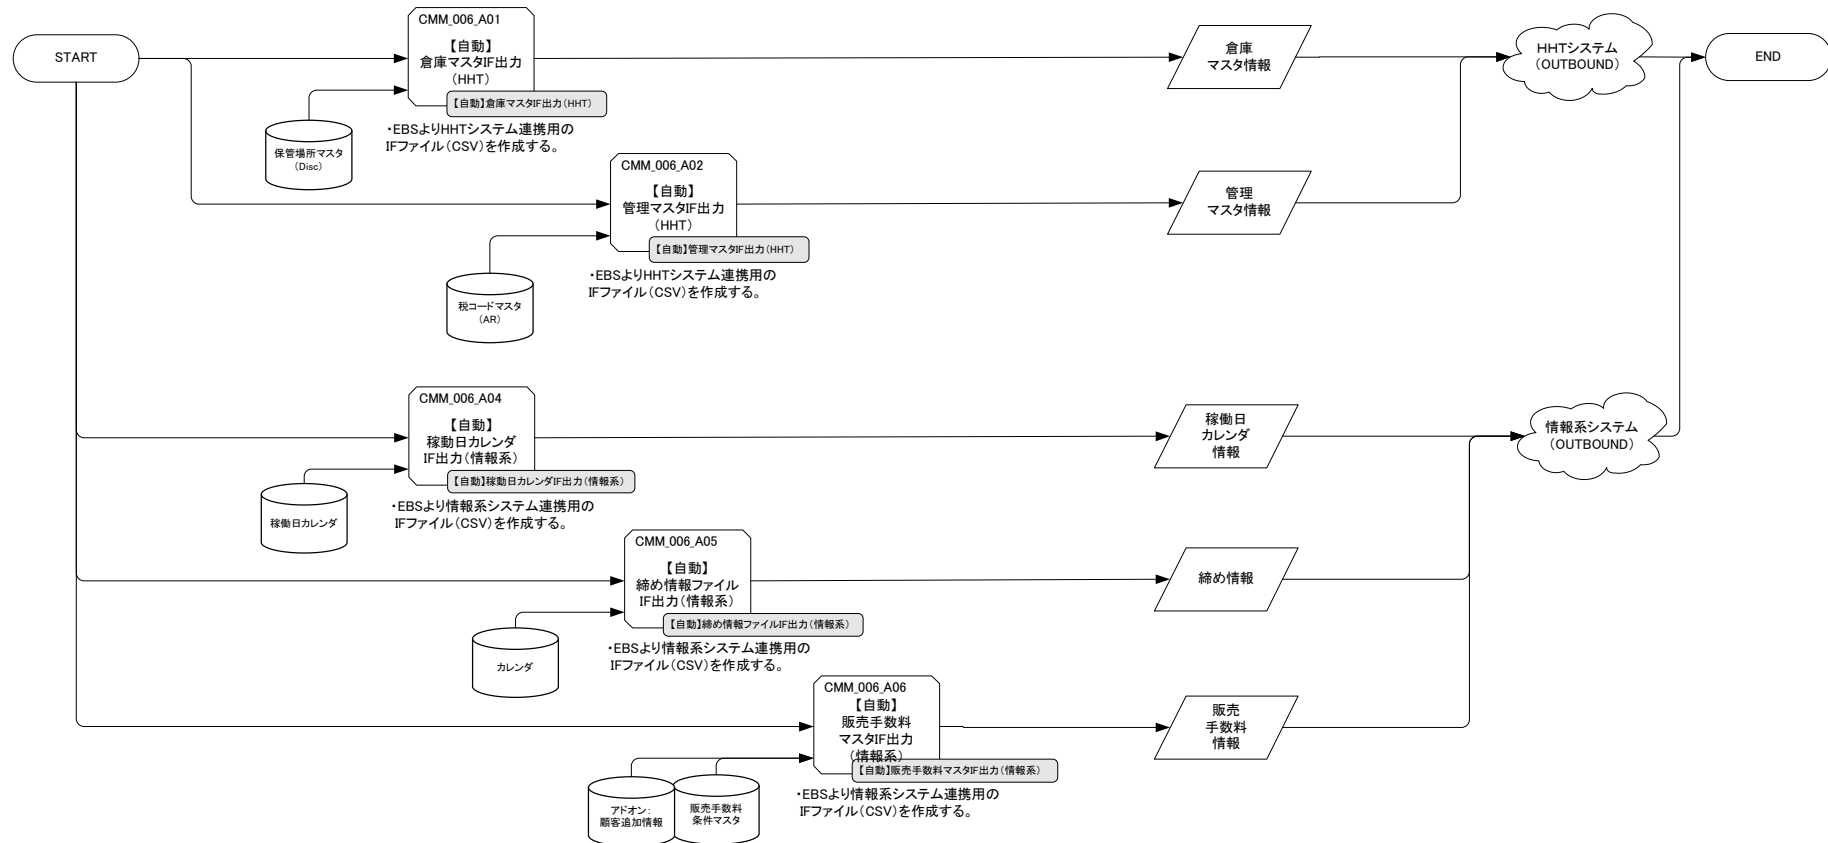 START
CMM_006_A01
【自動】
倉庫マスタIF出力
(HHT)
【自動】倉庫マスタIF出力(HHT)
・EBSよりHHTシステム連携用の
IFファイル(CSV)を作成する。
保管場所マスタ
(Disc)
倉庫
マスタ情報
HHTシステム
(OUTBOUND)
END
CMM_006_A02
【自動】
管理マスタIF出力
(HHT)
【自動】管理マスタIF出力(HHT)
・EBSよりHHTシステム連携用の
IFファイル(CSV)を作成する。
税コードマスタ
(AR)
管理
マスタ情報
CMM_006_A04
【自動】
稼動日カレンダ
IF出力(情報系)
【自動】稼動日カレンダIF出力(情報系)
・EBSより情報系システム連携用の
IFファイル(CSV)を作成する。
稼働日カレンダ
稼働日
カレンダ
情報
情報系システム
(OUTBOUND)
CMM_006_A05
【自動】
締め情報ファイル
IF出力(情報系)
【自動】締め情報ファイルIF出力(情報系)
・EBSより情報系システム連携用の
IFファイル(CSV)を作成する。
カレンダ
締め情報
CMM_006_A06
【自動】
販売手数料
マスタIF出力
(情報系)
【自動】販売手数料マスタIF出力(情報系)
・EBSより情報系システム連携用の
IFファイル(CSV)を作成する。
アドオン:
顧客追加情報
販売手数料
条件マスタ
販売
手数料
情報